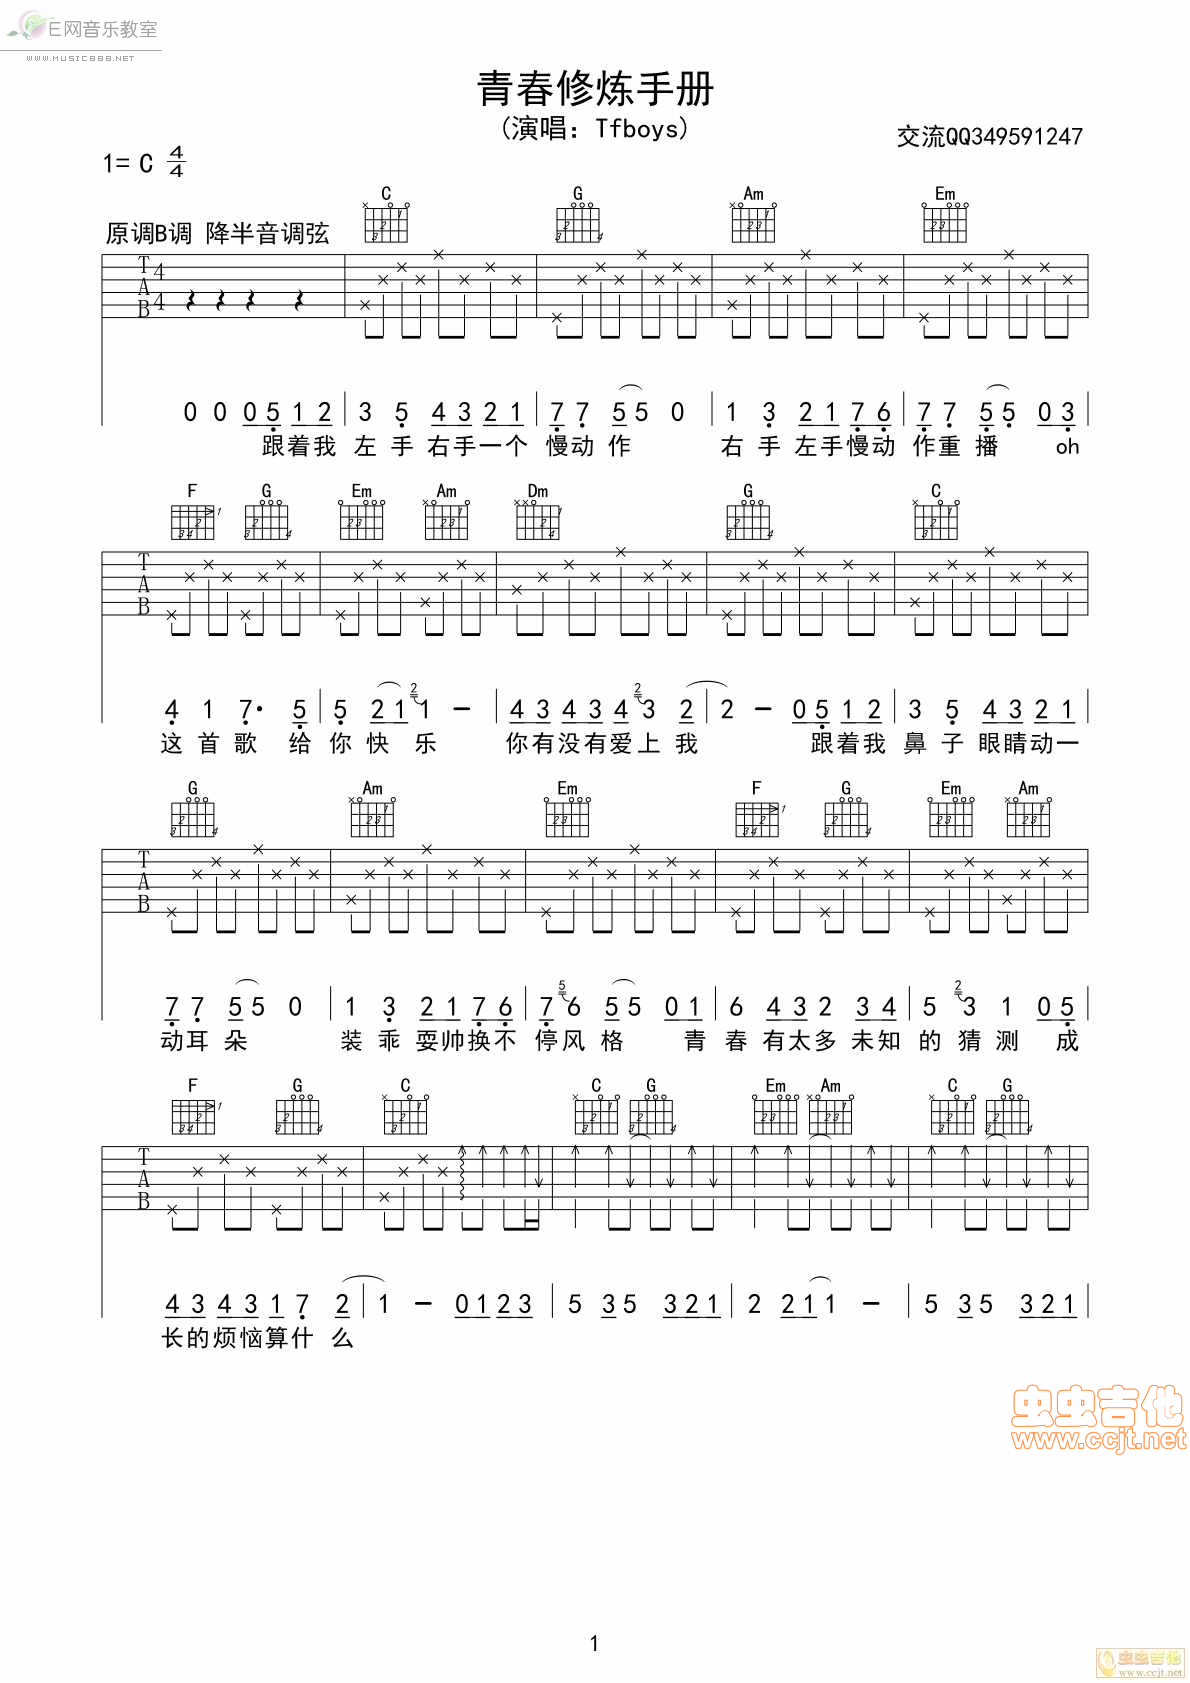 E网音乐教室
WWW.MUSIC888.NET
青春修炼手册
(演唱：Tfboys)
交流QQ349591247
1= C 4/4
原调B调 降半音调弦
C G Am Em
T A B 4 4
0 0 0 5 1 2 | 3 5 4 3 2 1 | 7 7 5 5 0 | 1 3 2 1 7 6 | 7 7 5 5 0 3 |
跟着我 左 手 右手一个 慢动 作 右 手 左手慢动 作重 播 oh
F G Em Am Dm G C
T A B
4 1 7· 5 | 5 2 1 2 1 - | 4 3 4 3 4 2 3 2 | 2 - 0 5 1 2 | 3 5 4 3 2 1 |
这 首 歌 给 你 快 乐 你有没有爱上 我 跟着我 鼻 子 眼睛动一
G Am Em F G Em Am
T A B
7 7 5 5 0 | 1 3 2 1 7 6 | 7 5 6 5 5 0 1 | 6 4 3 2 3 4 | 5 2 3 1 0 5 |
动耳 朵 装 乖 耍帅换不 停风 格 青 春 有太多 未知 的 猜 测 成
F G C C G Em Am C G
T A B
4 3 4 3 1 7 2 | 1 - 0 1 2 3 | 5 3 5 3 2 1 | 2 2 1 1 - | 5 3 5 3 2 1 |
长的烦恼算什 么
虫虫吉他
www.ccjt.net
1
虫虫吉他
www.ccjt.net